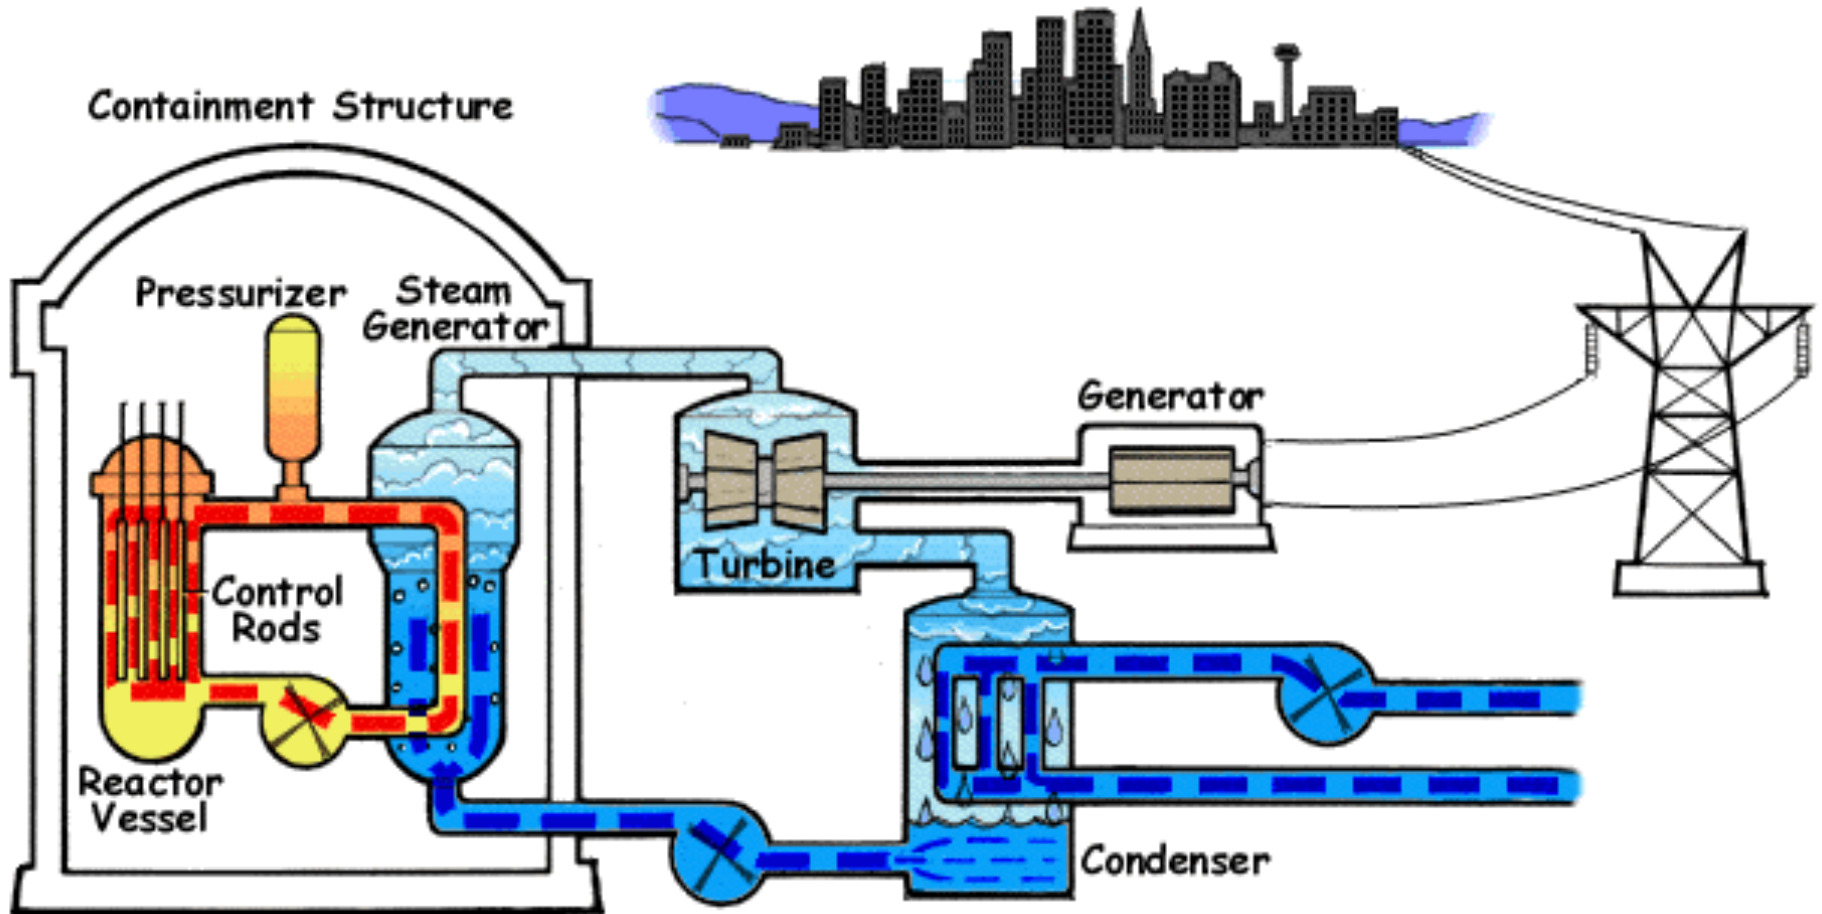 Containment Structure
Pressurizer
Steam
Generator
Generator
Turbine
Control
Rods
Reactor
Vessel
Condenser